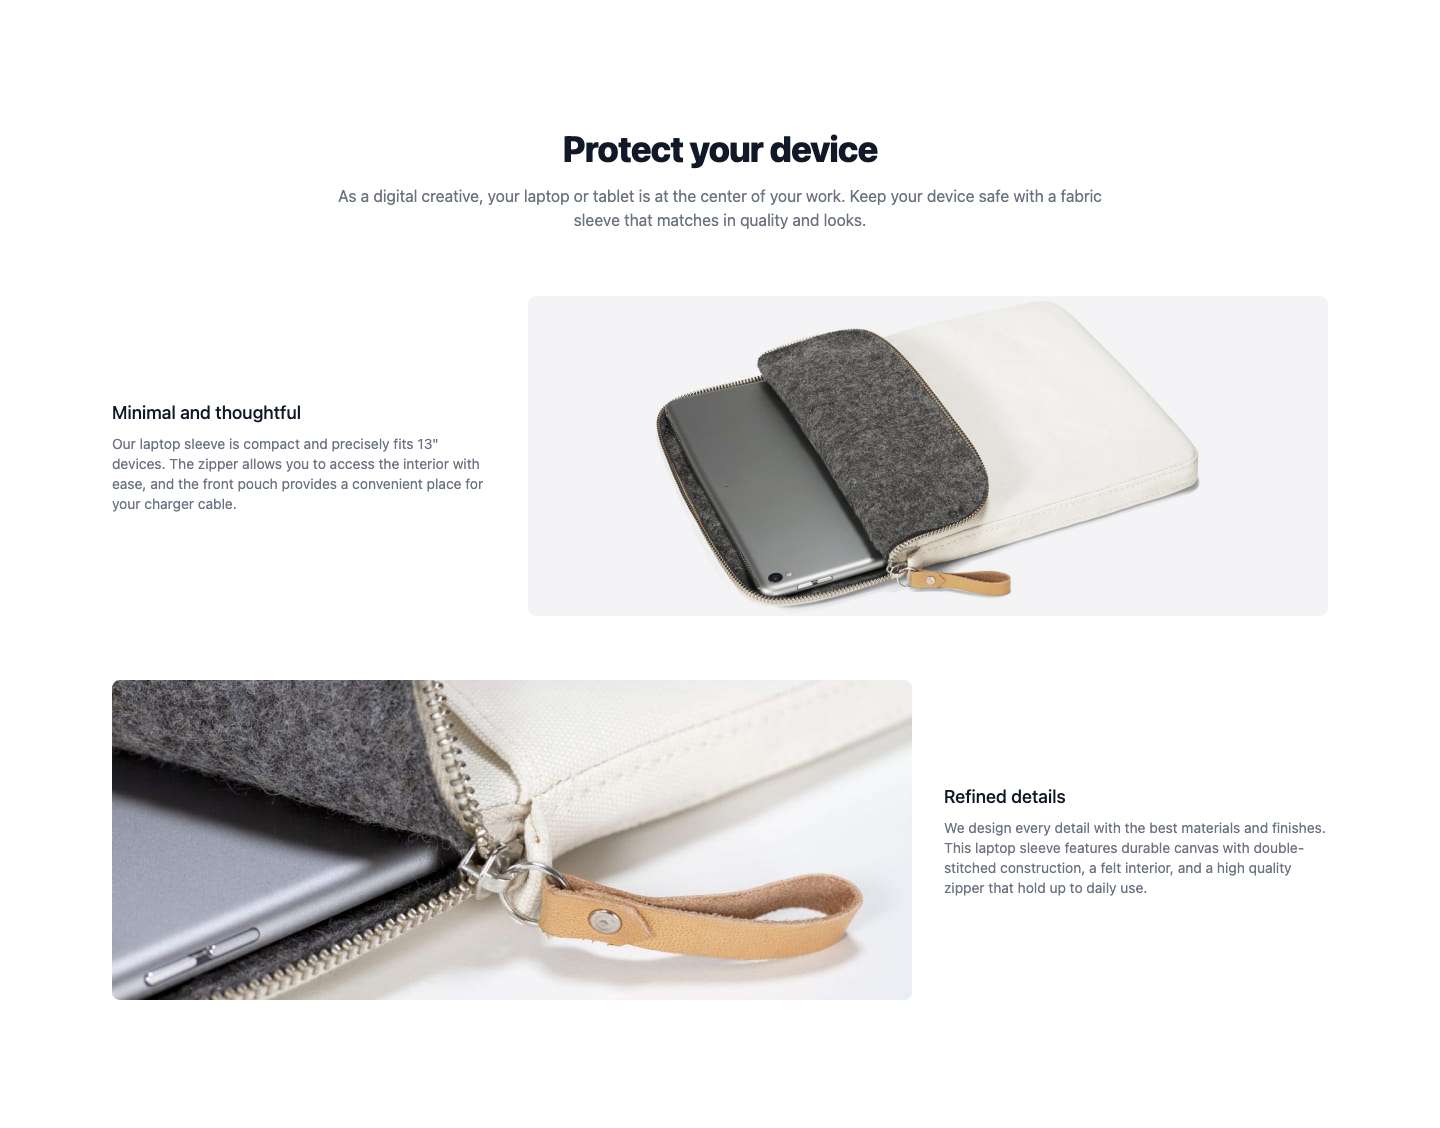 Protect your device
As a digital creative, your laptop or tablet is at the center of your work. Keep your device safe with a fabric
sleeve that matches in quality and looks.
Minimal and thoughtful
Our laptop sleeve is compact and precisely fits 13"
devices. The zipper allows you to access the interior with
ease, and the front pouch provides a convenient place for
your charger cable.
Refined details
We design every detail with the best materials and finishes.
This laptop sleeve features durable canvas with double-
stitched construction, a felt interior, and a high quality
zipper that hold up to daily use.